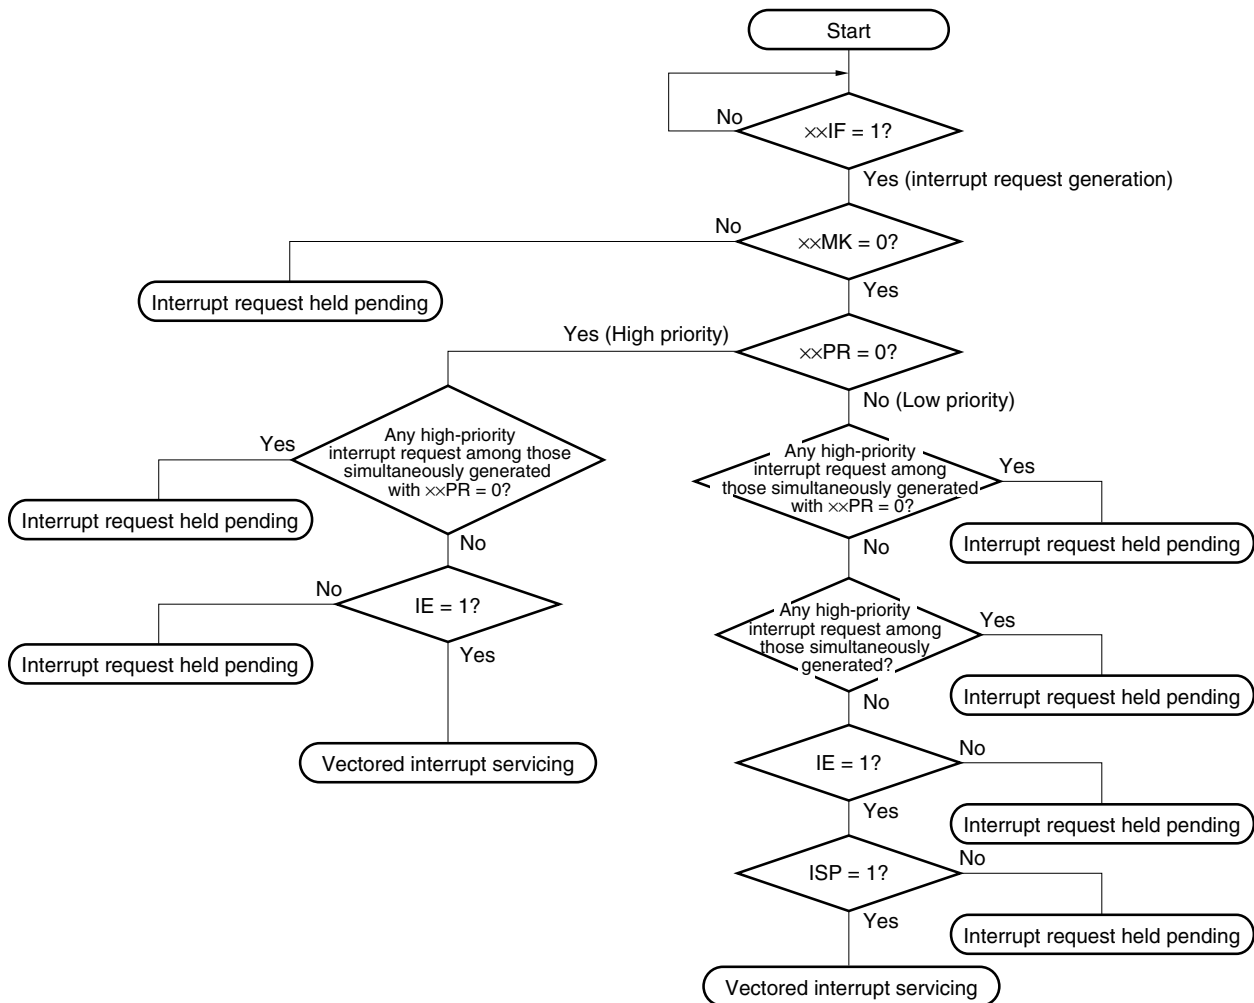 Start
No
××IF = 1?
Yes (interrupt request generation)
No
××MK = 0?
Interrupt request held pending
Yes
Yes (High priority)
××PR = 0?
No (Low priority)
Yes
Any high-priority
interrupt request among those
simultaneously generated
with ××PR = 0?
Interrupt request held pending
No
No
IE = 1?
Interrupt request held pending
Yes
Vectored interrupt servicing
Any high-priority
interrupt request among
those simultaneously generated
with ××PR = 0?
Yes
Interrupt request held pending
No
Any high-priority
interrupt request among
those simultaneously
generated?
Yes
Interrupt request held pending
No
IE = 1?
No
Interrupt request held pending
Yes
ISP = 1?
No
Interrupt request held pending
Yes
Vectored interrupt servicing